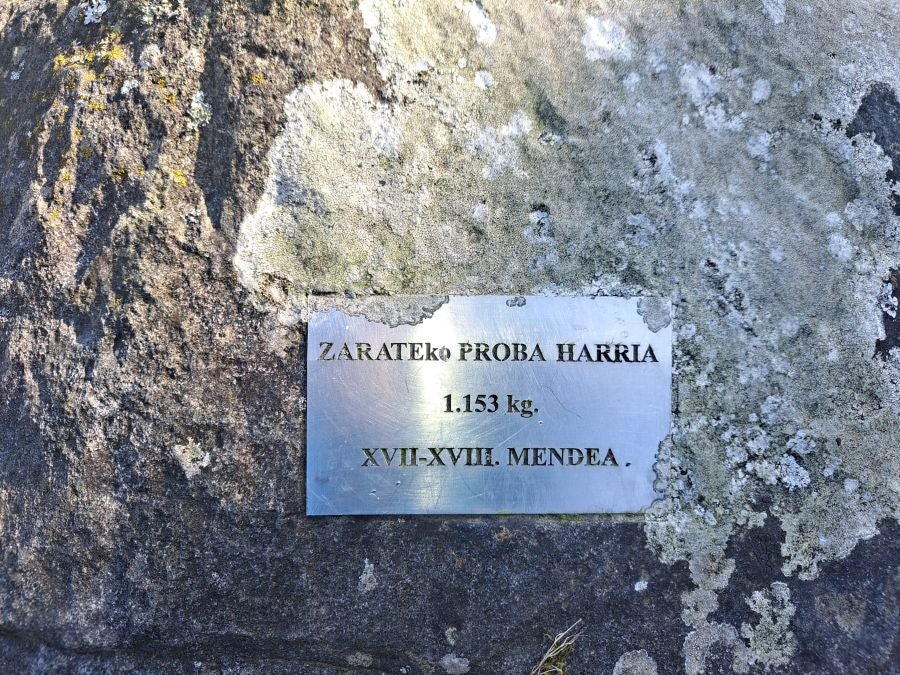 ZARATEko PROBA HARRIA
1.153 kg.
XVII-XVIII. MENDEA.